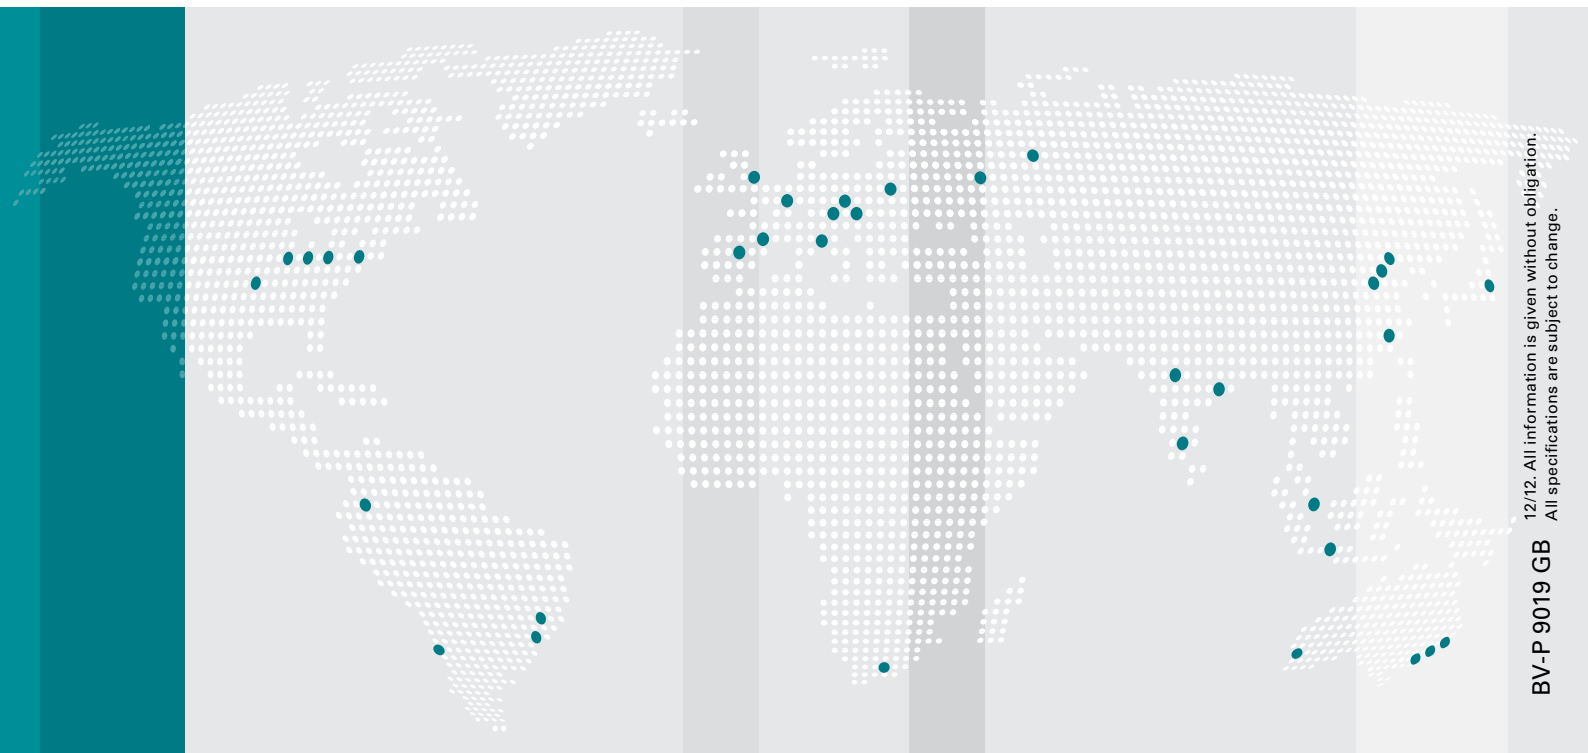 BV-P 9019 GB 12/12. All information is given without obligation.
All specifications are subject to change.